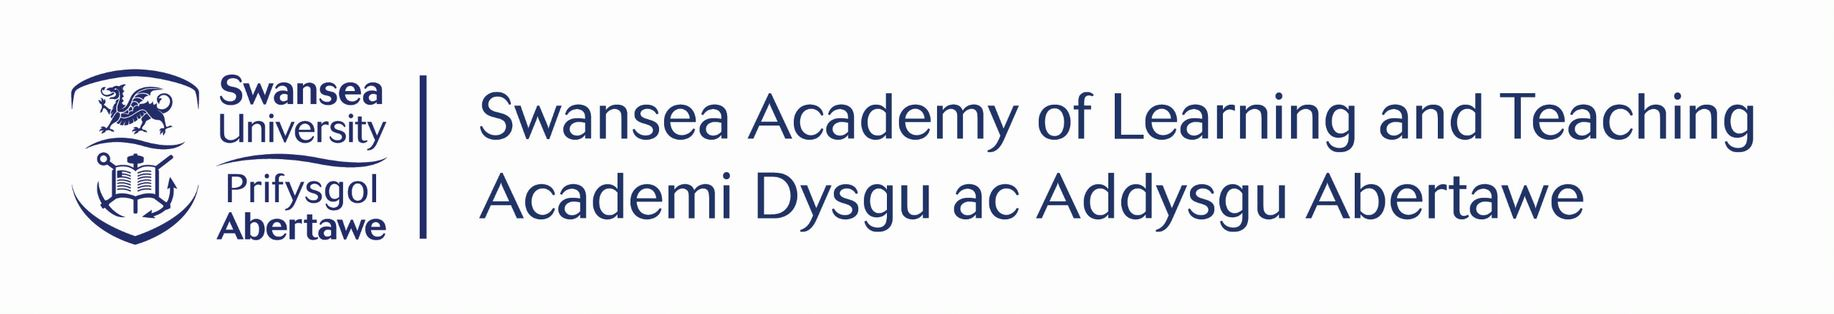 Swansea
University
Prifysgol
Abertawe
Swansea Academy of Learning and Teaching
Academi Dysgu ac Addysgu Abertawe